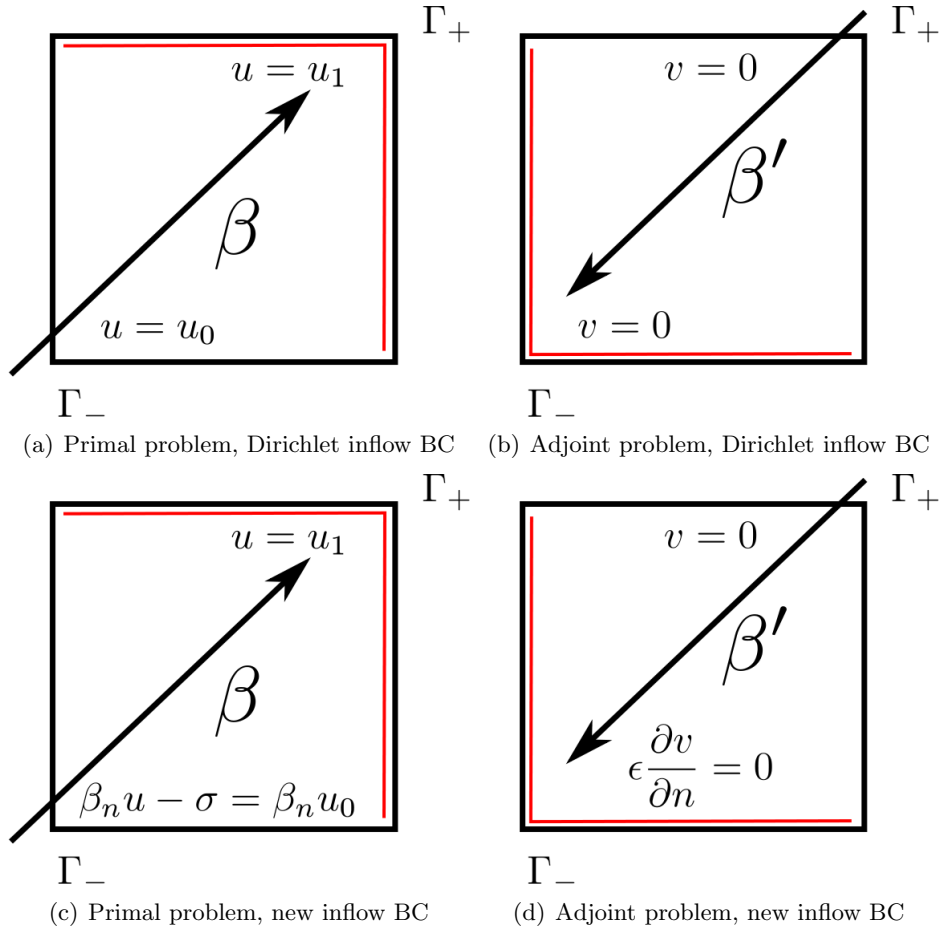 Γ₊ Γ₊
u = u₁ v = 0
β β′
u = u₀ v = 0
Γ₋ Γ₋
(a) Primal problem, Dirichlet inflow BC (b) Adjoint problem, Dirichlet inflow BC
Γ₊ Γ₊
u = u₁ v = 0
β β′
βₙu − σ = βₙu₀ ϵ ∂v/∂n = 0
Γ₋ Γ₋
(c) Primal problem, new inflow BC (d) Adjoint problem, new inflow BC